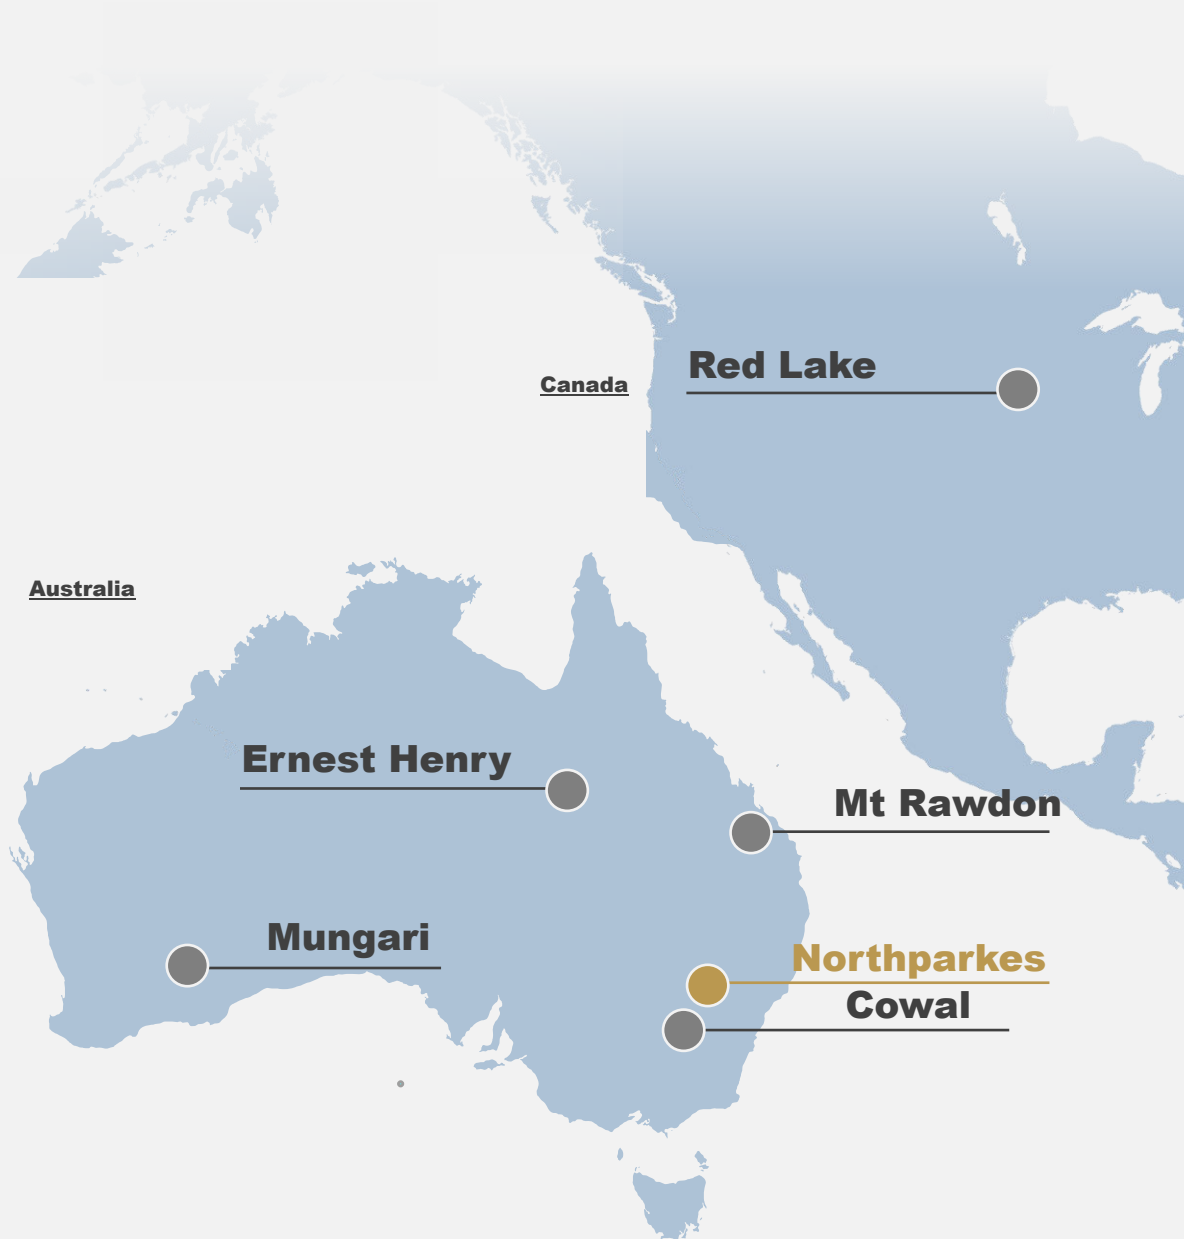 Red Lake
Canada
Australia
Ernest Henry
Mt Rawdon
Mungari
Northparkes
Cowal